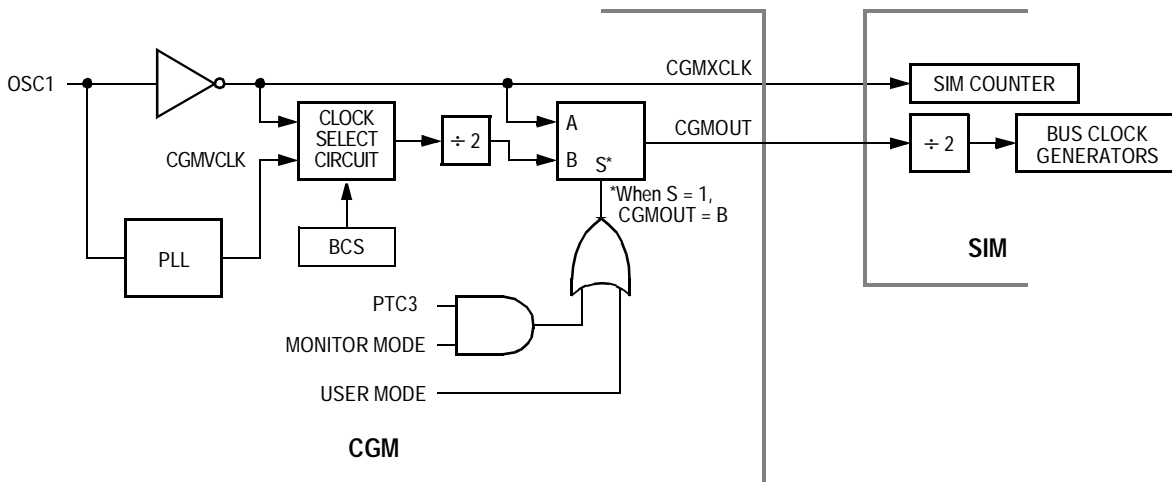 OSC1
CGMXCLK
SIM COUNTER
CLOCK
SELECT
CIRCUIT
÷ 2
A
B
S*
CGMOUT
÷ 2
BUS CLOCK
GENERATORS
CGMVCLK
*When S = 1,
CGMOUT = B
PLL
BCS
SIM
PTC3
MONITOR MODE
USER MODE
CGM